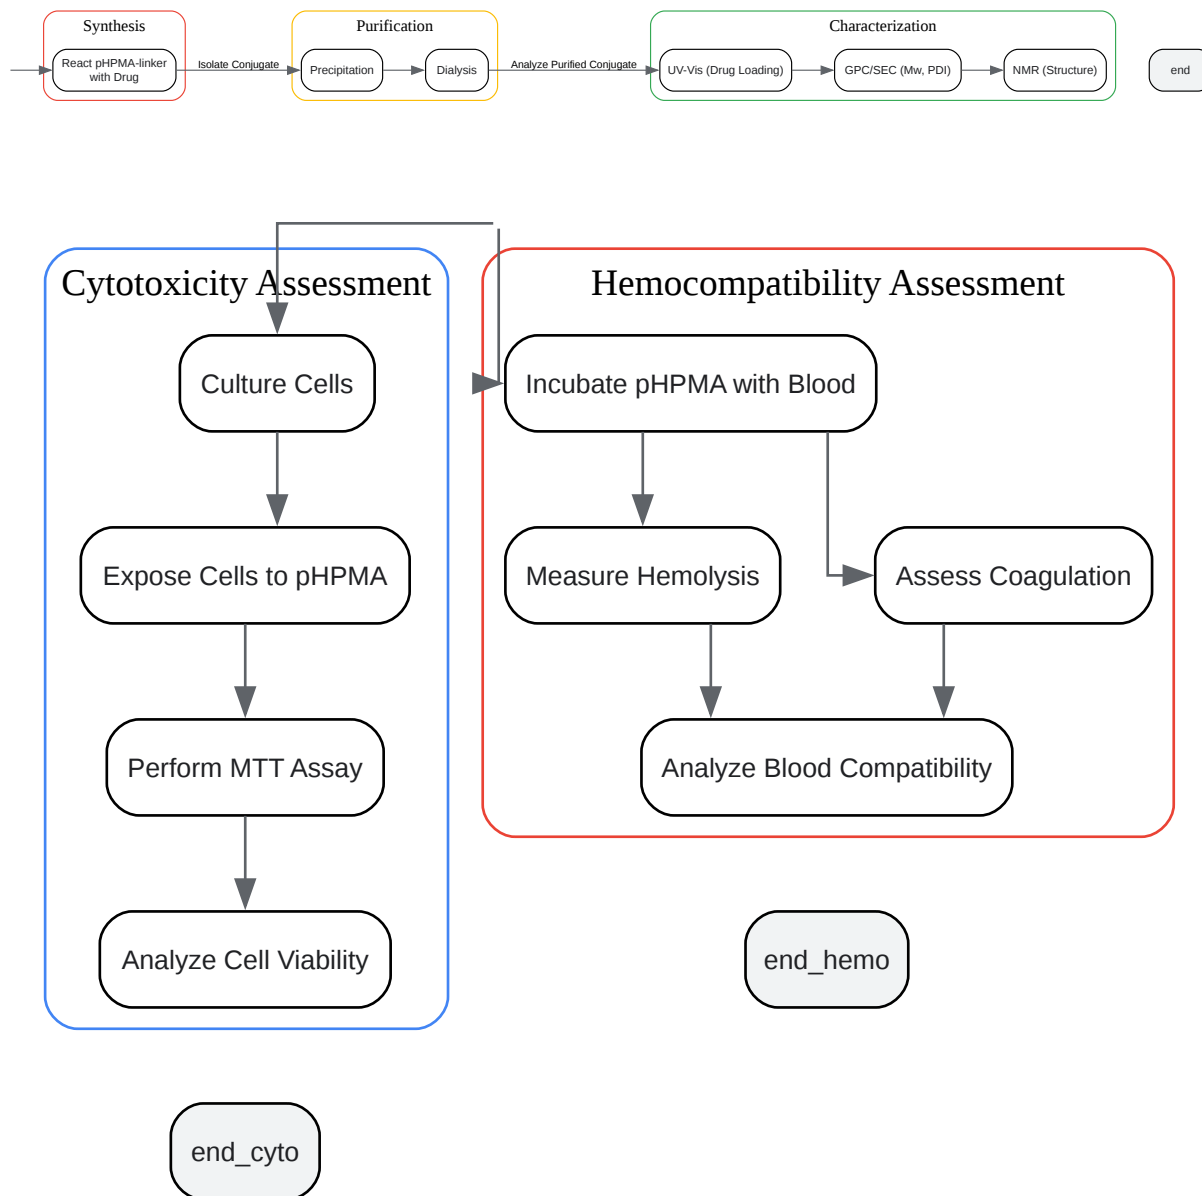 Synthesis
React pHPMA-linker
with Drug
Isolate Conjugate
Purification
Precipitation
Dialysis
Analyze Purified Conjugate
Characterization
UV-Vis (Drug Loading)
GPC/SEC (Mw, PDI)
NMR (Structure)
end
Cytotoxicity Assessment
Culture Cells
Expose Cells to pHPMA
Perform MTT Assay
Analyze Cell Viability
end_cyto
Hemocompatibility Assessment
Incubate pHPMA with Blood
Measure Hemolysis
Assess Coagulation
Analyze Blood Compatibility
end_hemo